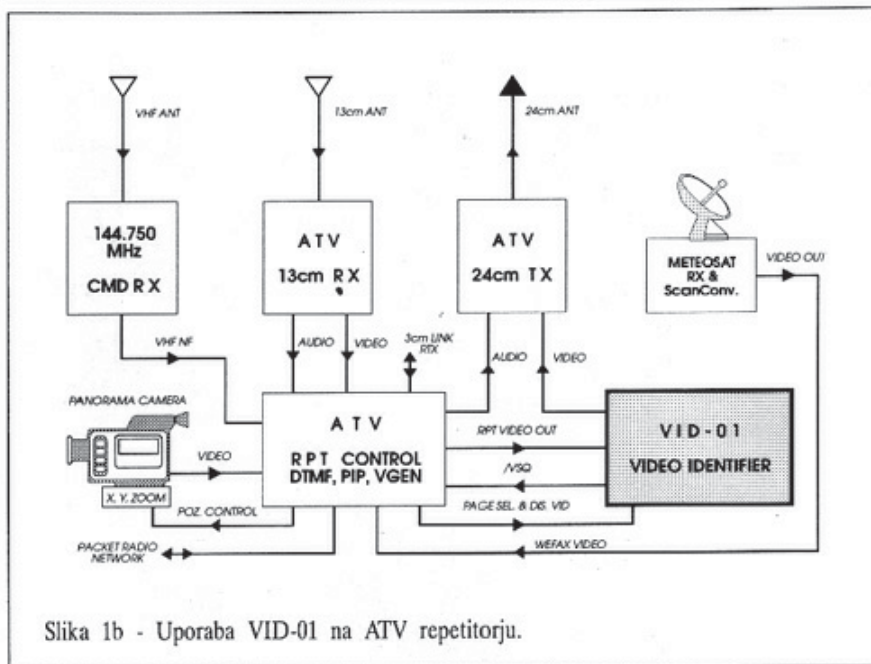 VHF ANT
13cm ANT
24cm ANT
144.750
MHz
CMD RX
ATV
13cm RX
ATV
24cm TX
METEOSAT
RX &
ScanConv.
VIDEO OUT
VHF NF
AUDIO
VIDEO
3cm LINK
RTX
AUDIO
VIDEO
PANORAMA CAMERA
VIDEO
X, Y, ZOOM
POZ. CONTROL
PACKET RADIO
NETWORK
ATV
RPT CONTROL
DTMF, PIP, VGEN
RPT VIDEO OUT
/VSQ
PAGE SEL. & DIS. VID
WEFAX VIDEO
VID-01
VIDEO IDENTIFIER
Slika 1b - Uporaba VID-01 na ATV repetitorju.